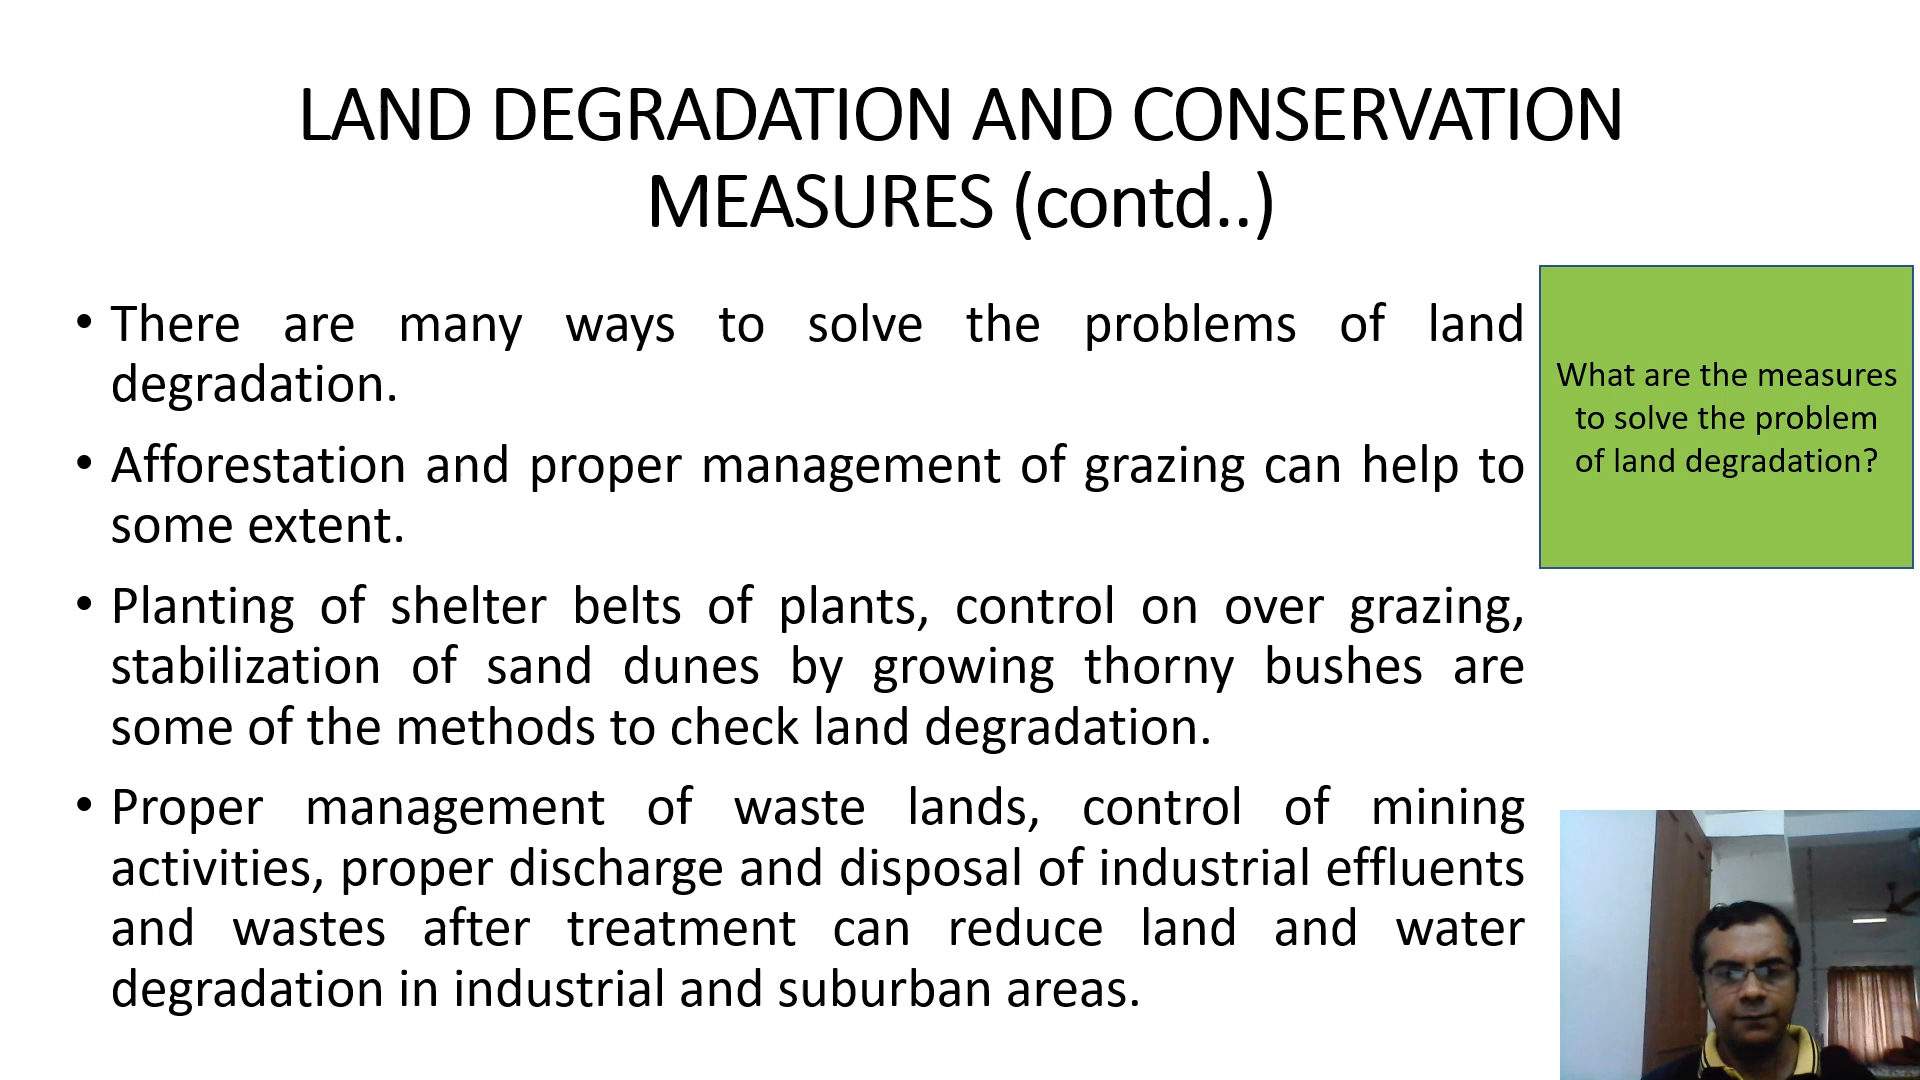 LAND DEGRADATION AND CONSERVATION
MEASURES (contd..)
• There are many ways to solve the problems of land
degradation.
• Afforestation and proper management of grazing can help to
some extent.
• Planting of shelter belts of plants, control on over grazing,
stabilization of sand dunes by growing thorny bushes are
some of the methods to check land degradation.
• Proper management of waste lands, control of mining
activities, proper discharge and disposal of industrial effluents
and wastes after treatment can reduce land and water
degradation in industrial and suburban areas.
What are the measures
to solve the problem
of land degradation?